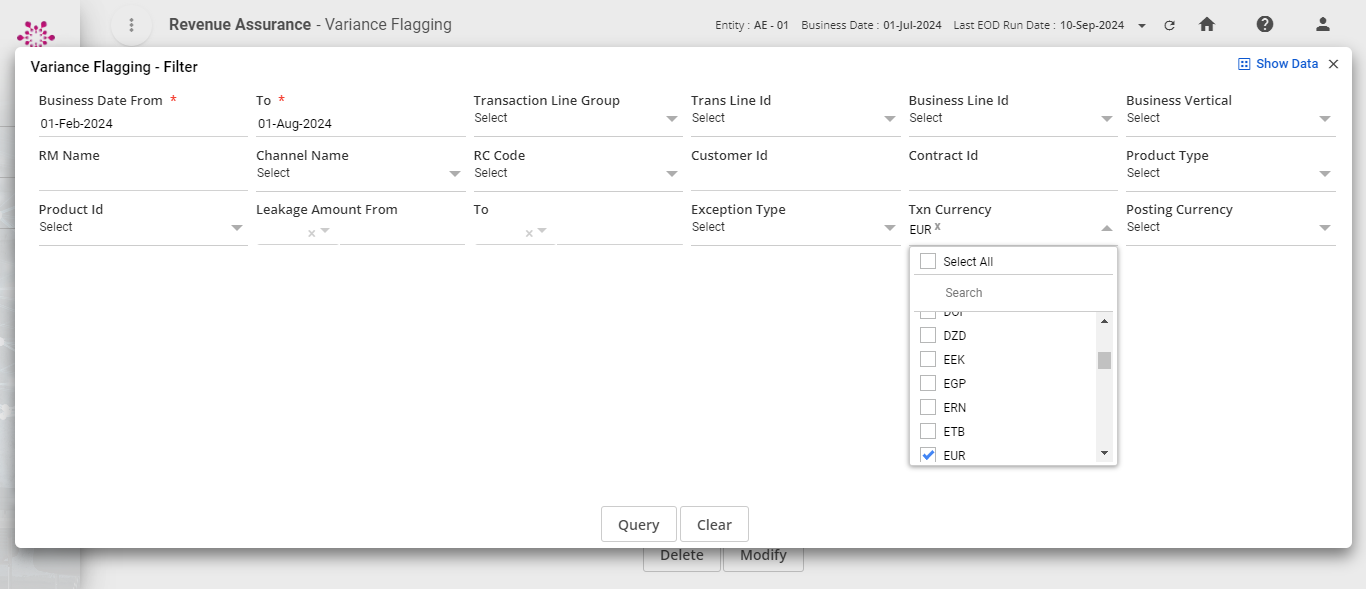 Revenue Assurance - Variance Flagging
Entity : AE - 01 Business Date : 01-Jul-2024 Last EOD Run Date : 10-Sep-2024
Variance Flagging - Filter
Show Data
Business Date From * To * Transaction Line Group Trans Line Id Business Line Id Business Vertical
01-Feb-2024 01-Aug-2024 Select Select Select Select
RM Name Channel Name RC Code Customer Id Contract Id Product Type
Select Select Select
Product Id Leakage Amount From To Exception Type Txn Currency Posting Currency
Select Select EUR x Select
Select All
Search
DOP
DZD
EEK
EGP
ERN
ETB
EUR
Query Clear
Delete Modify